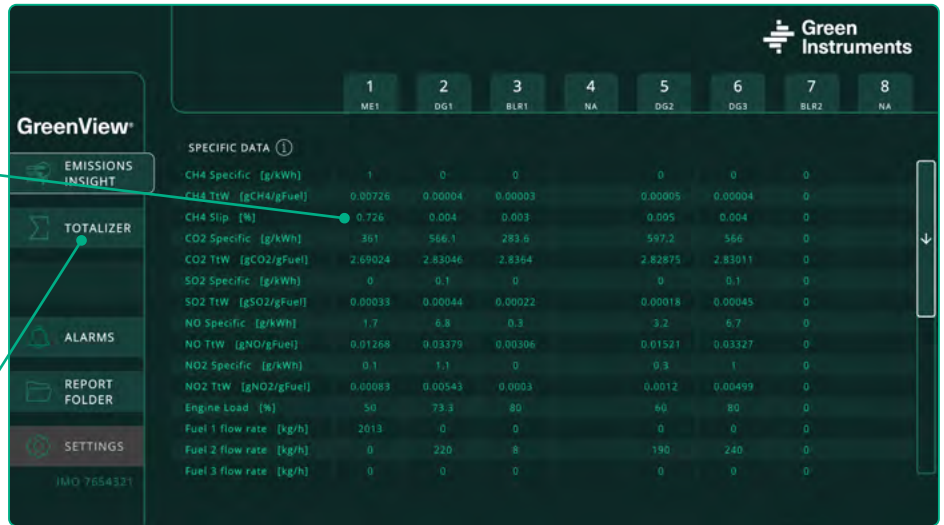 Green
Instruments
1 2 3 4 5 6 7 8
ME1 DG1 BLR1 NA DG2 DG3 BLR2 NA
GreenView®
EMISSIONS
INSIGHT
TOTALIZER
ALARMS
REPORT
FOLDER
SETTINGS
IMO 7654321
SPECIFIC DATA i
CH4 Specific [g/kWh] 1 0 0 0 0 0
CH4 TtW [gCH4/gFuel] 0.00726 0.00004 0.00003 0.00005 0.00004 0
CH4 Slip [%] 0.726 0.004 0.003 0.005 0.004 0
CO2 Specific [g/kWh] 361 566.1 283.6 597.2 566 0
CO2 TtW [gCO2/gFuel] 2.69024 2.83046 2.8364 2.82875 2.83011 0
SO2 Specific [g/kWh] 0 0.1 0 0 0.1 0
SO2 TtW [gSO2/gFuel] 0.00033 0.00044 0.00022 0.00018 0.00045 0
NO Specific [g/kWh] 1.7 6.8 0.3 3.2 6.7 0
NO TtW [gNO/gFuel] 0.01268 0.03379 0.00306 0.01521 0.03327 0
NO2 Specific [g/kWh] 0.1 1.1 0 0.3 1 0
NO2 TtW [gNO2/gFuel] 0.00083 0.00543 0.0003 0.0012 0.00499 0
Engine Load [%] 50 73.3 80 60 80 0
Fuel 1 flow rate [kg/h] 2013 0 0 0 0 0
Fuel 2 flow rate [kg/h] 0 220 8 190 240 0
Fuel 3 flow rate [kg/h] 0 0 0 0 0 0